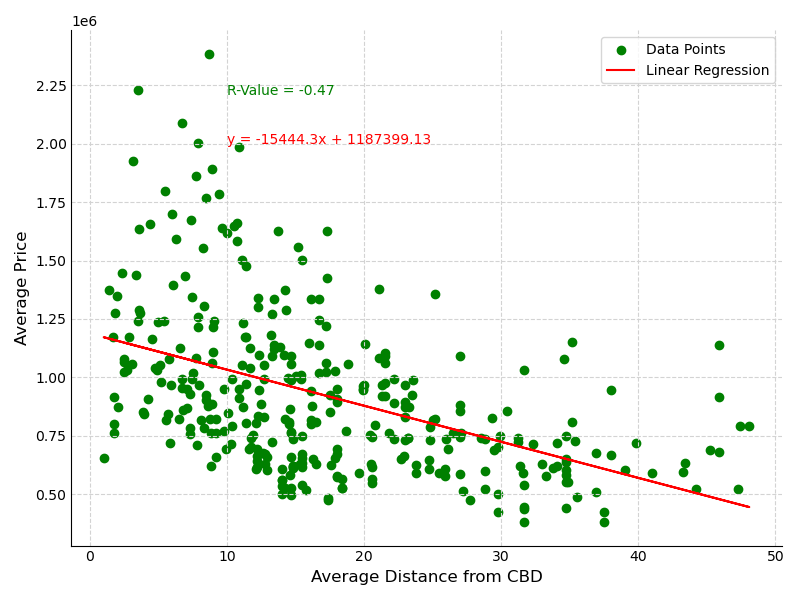 1e6
Data Points
Linear Regression
R-Value = -0.47
y = -15444.3x + 1187399.13
2.25
2.00
1.75
1.50
1.25
1.00
0.75
0.50
Average Price
0 10 20 30 40 50
Average Distance from CBD